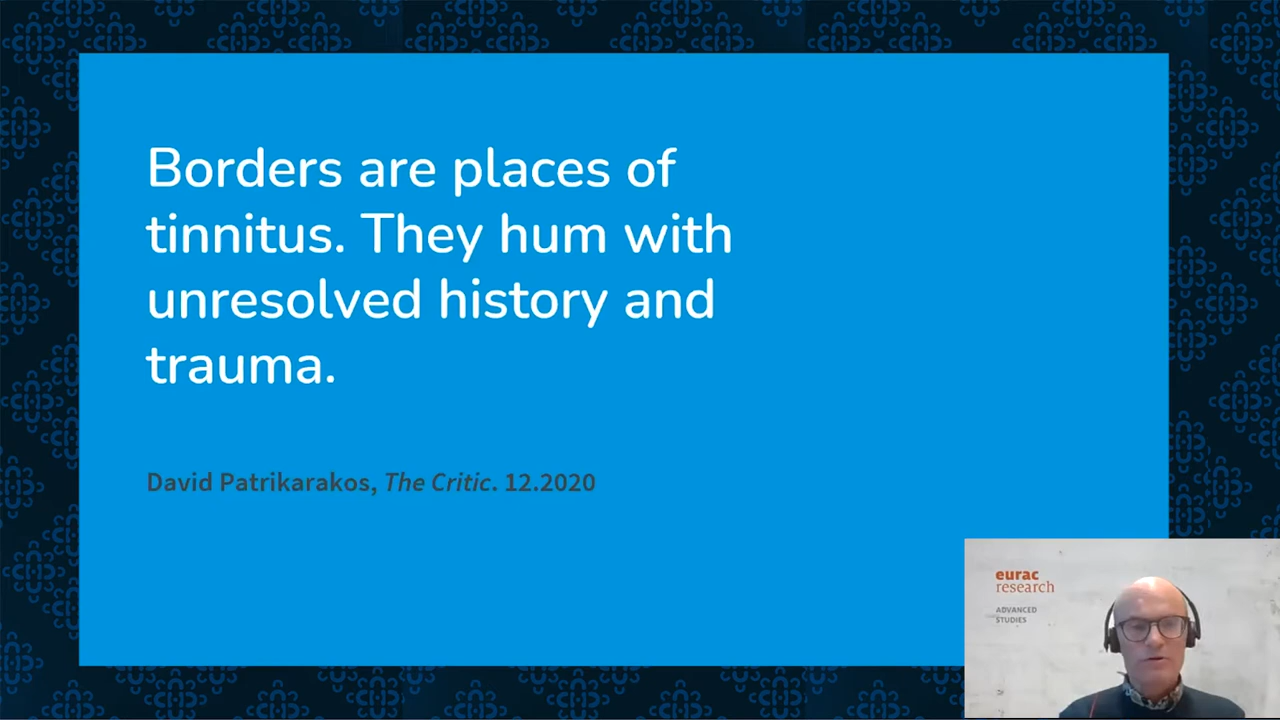 Borders are places of
tinnitus. They hum with
unresolved history and
trauma.
David Patrikarakos, The Critic. 12.2020
eurac
research
ADVANCED
STUDIES